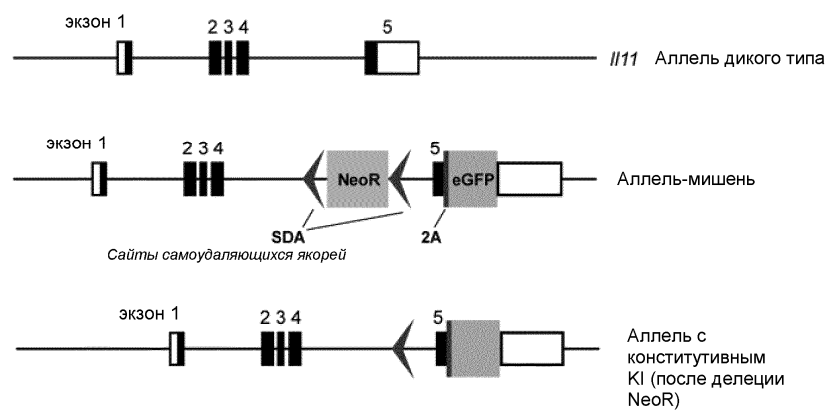 экзон 1
2 3 4
5
Il11 Аллель дикого типа
экзон 1
2 3 4
5
NeoR
eGFP
Аллель-мишень
SDA
2A
Сайты самоудаляющихся якорей
экзон 1
2 3 4
5
Аллель с
конститутивным
KI (после делеции
NeoR)